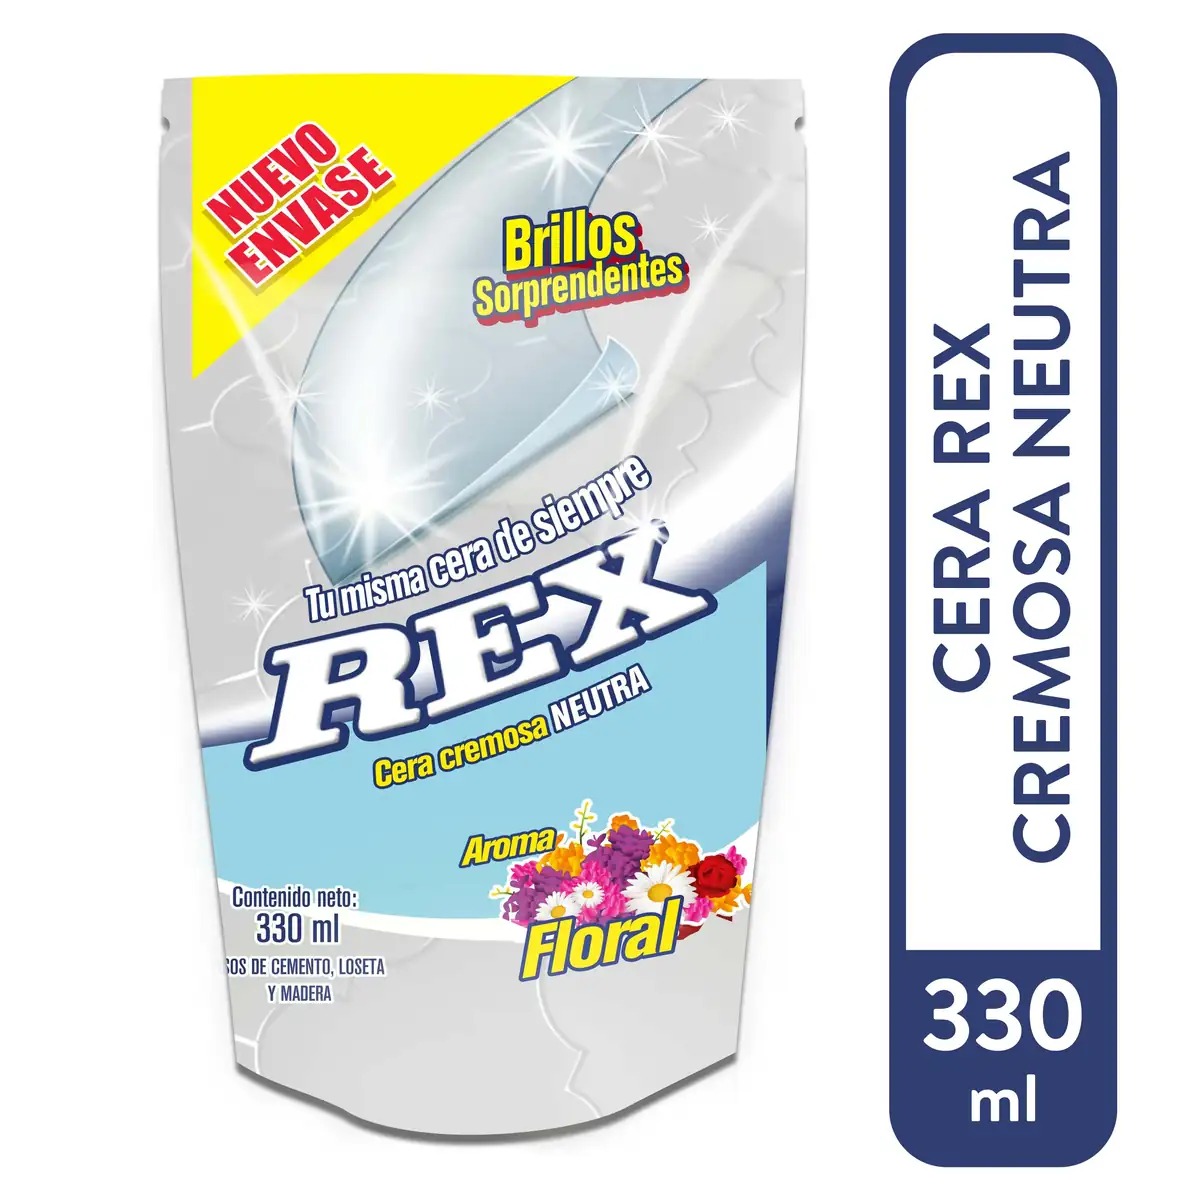 NUEVO
ENVASE
Brillos
Sorprendentes
Tu misma cera de siempre
REX
Cera cremosa NEUTRA
Aroma
Floral
Contenido neto:
330 ml
DE CEMENTO, LOSETA
Y MADERA
CERA REX
CREMOSA NEUTRA
330
ml